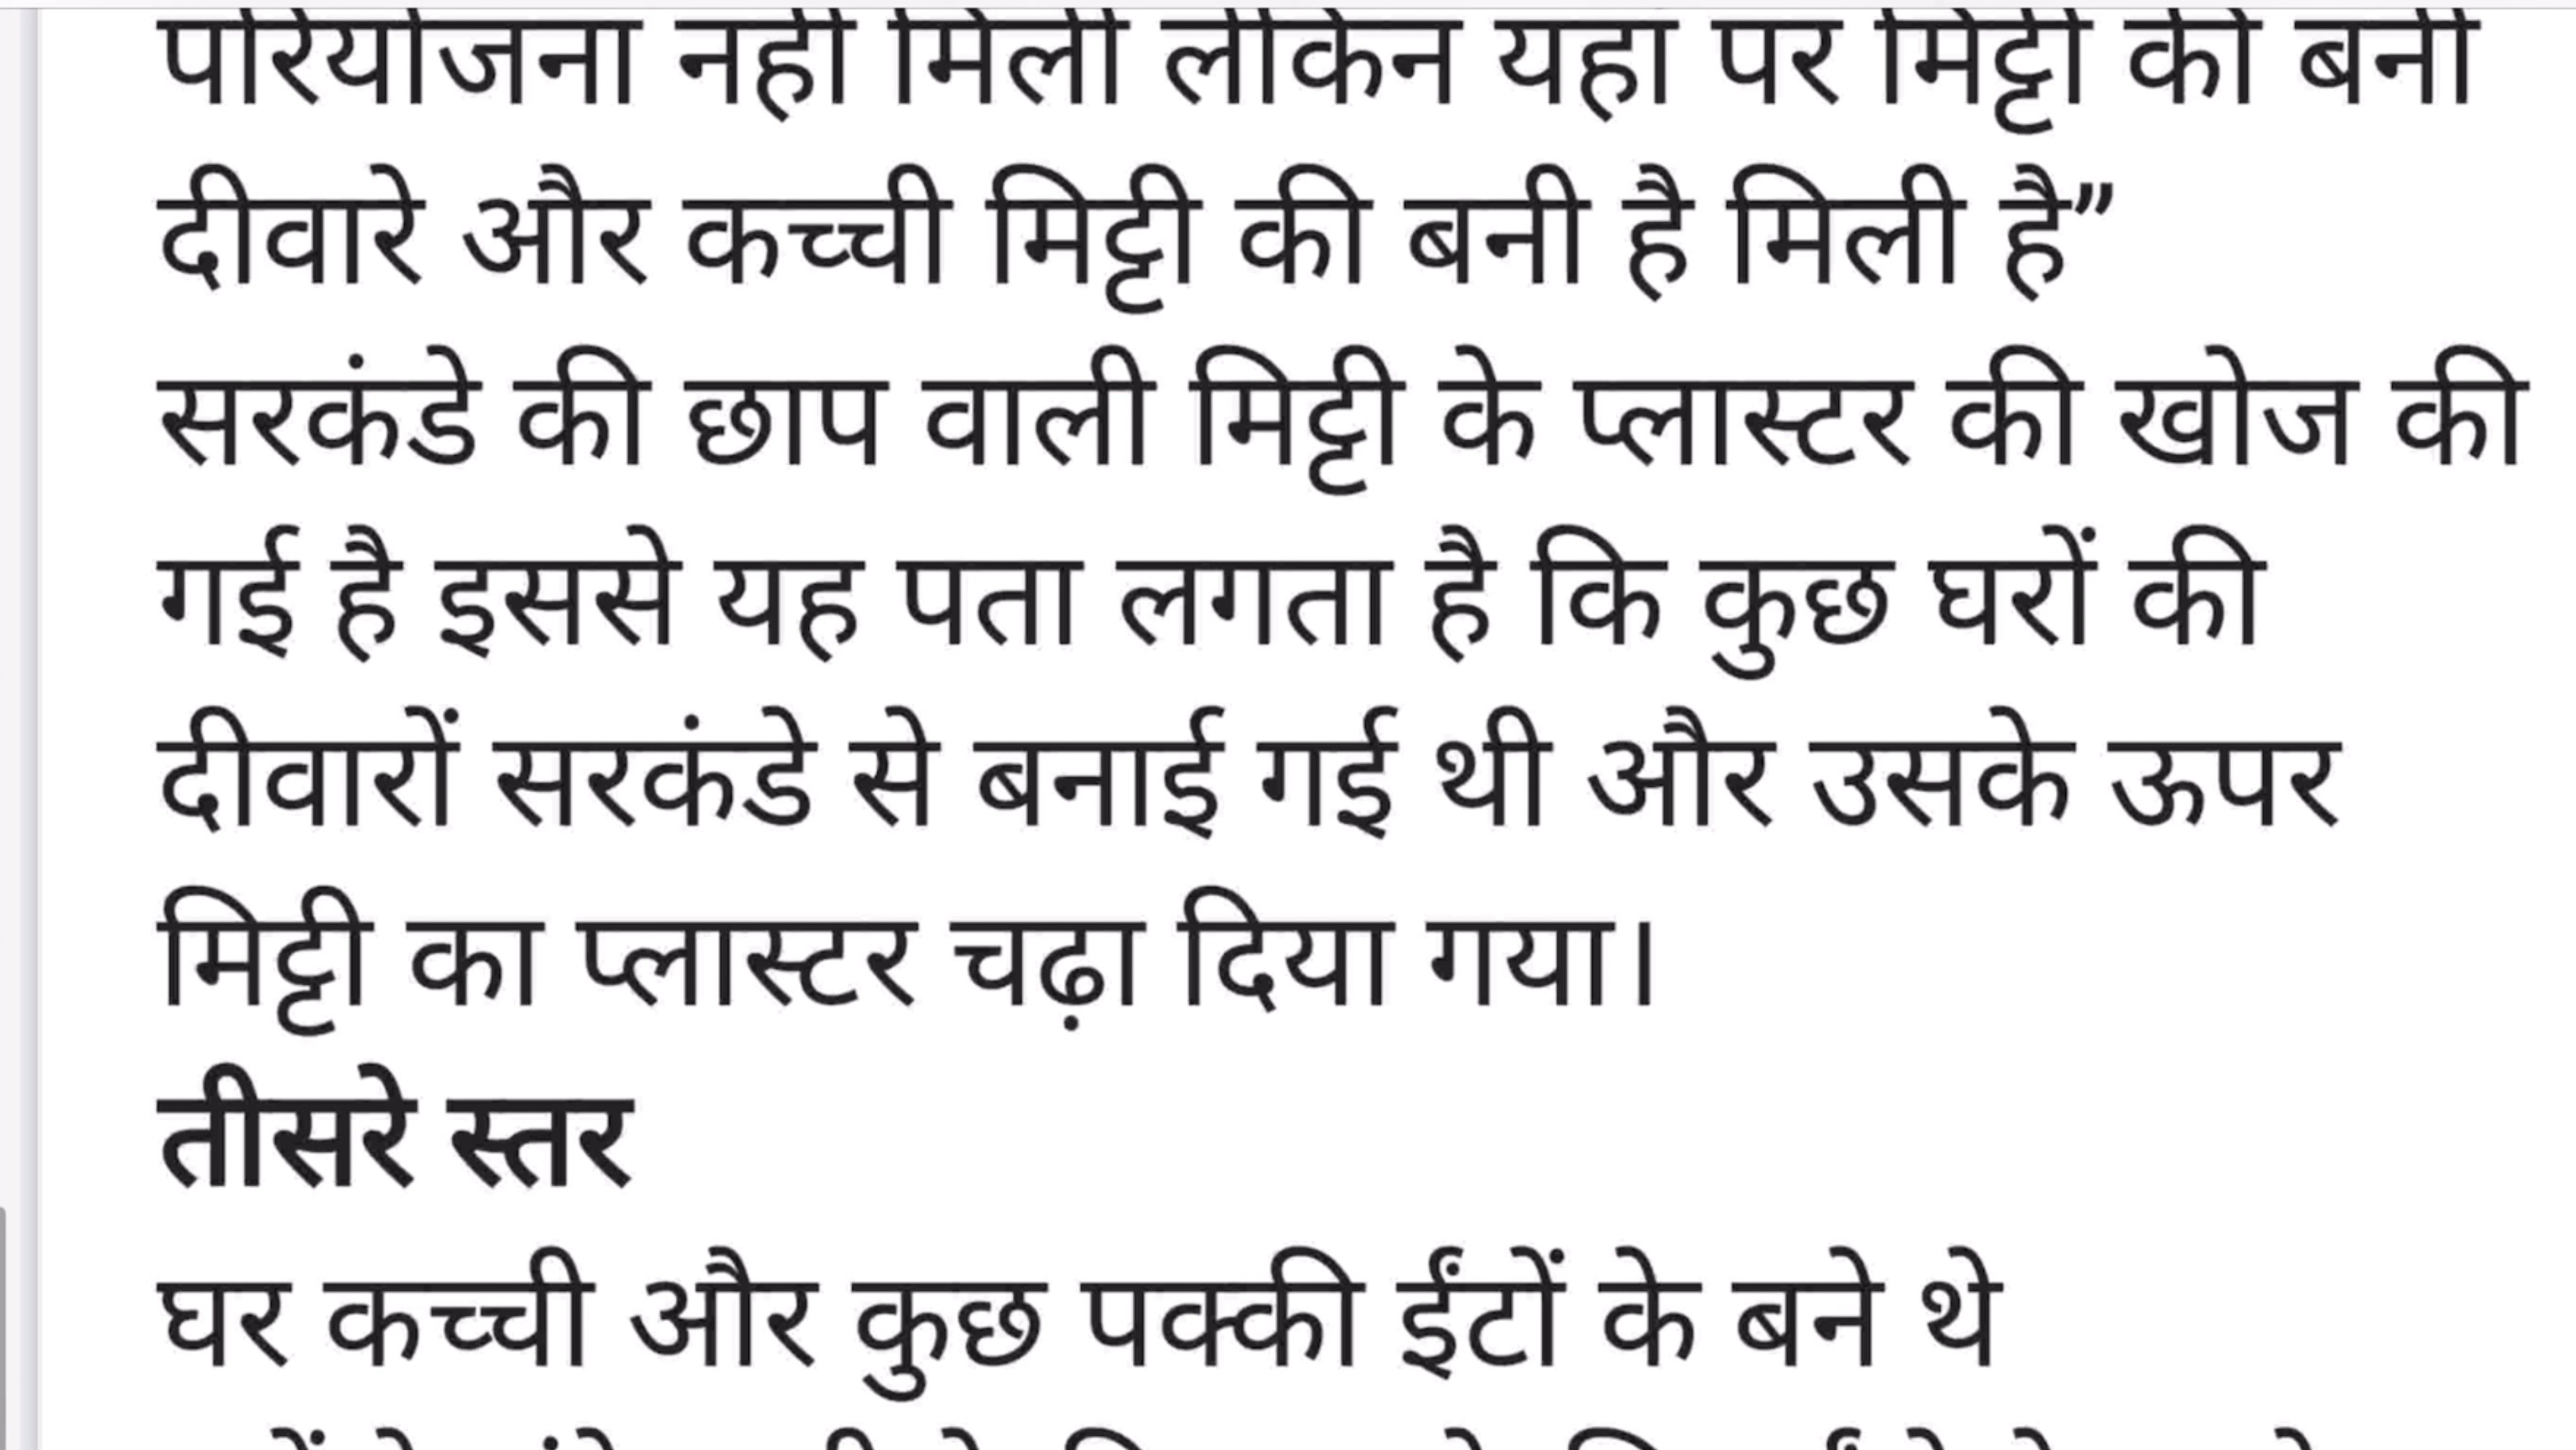 परियोजना नही मिली लेकिन यहा पर मिट्टी की बनी
दीवारे और कच्ची मिट्टी की बनी है मिली है”
सरकंडे की छाप वाली मिट्टी के प्लास्टर की खोज की
गई है इससे यह पता लगता है कि कुछ घरों की
दीवारों सरकंडे से बनाई गई थी और उसके ऊपर
मिट्टी का प्लास्टर चढ़ा दिया गया।
तीसरे स्तर
घर कच्ची और कुछ पक्की ईंटों के बने थे